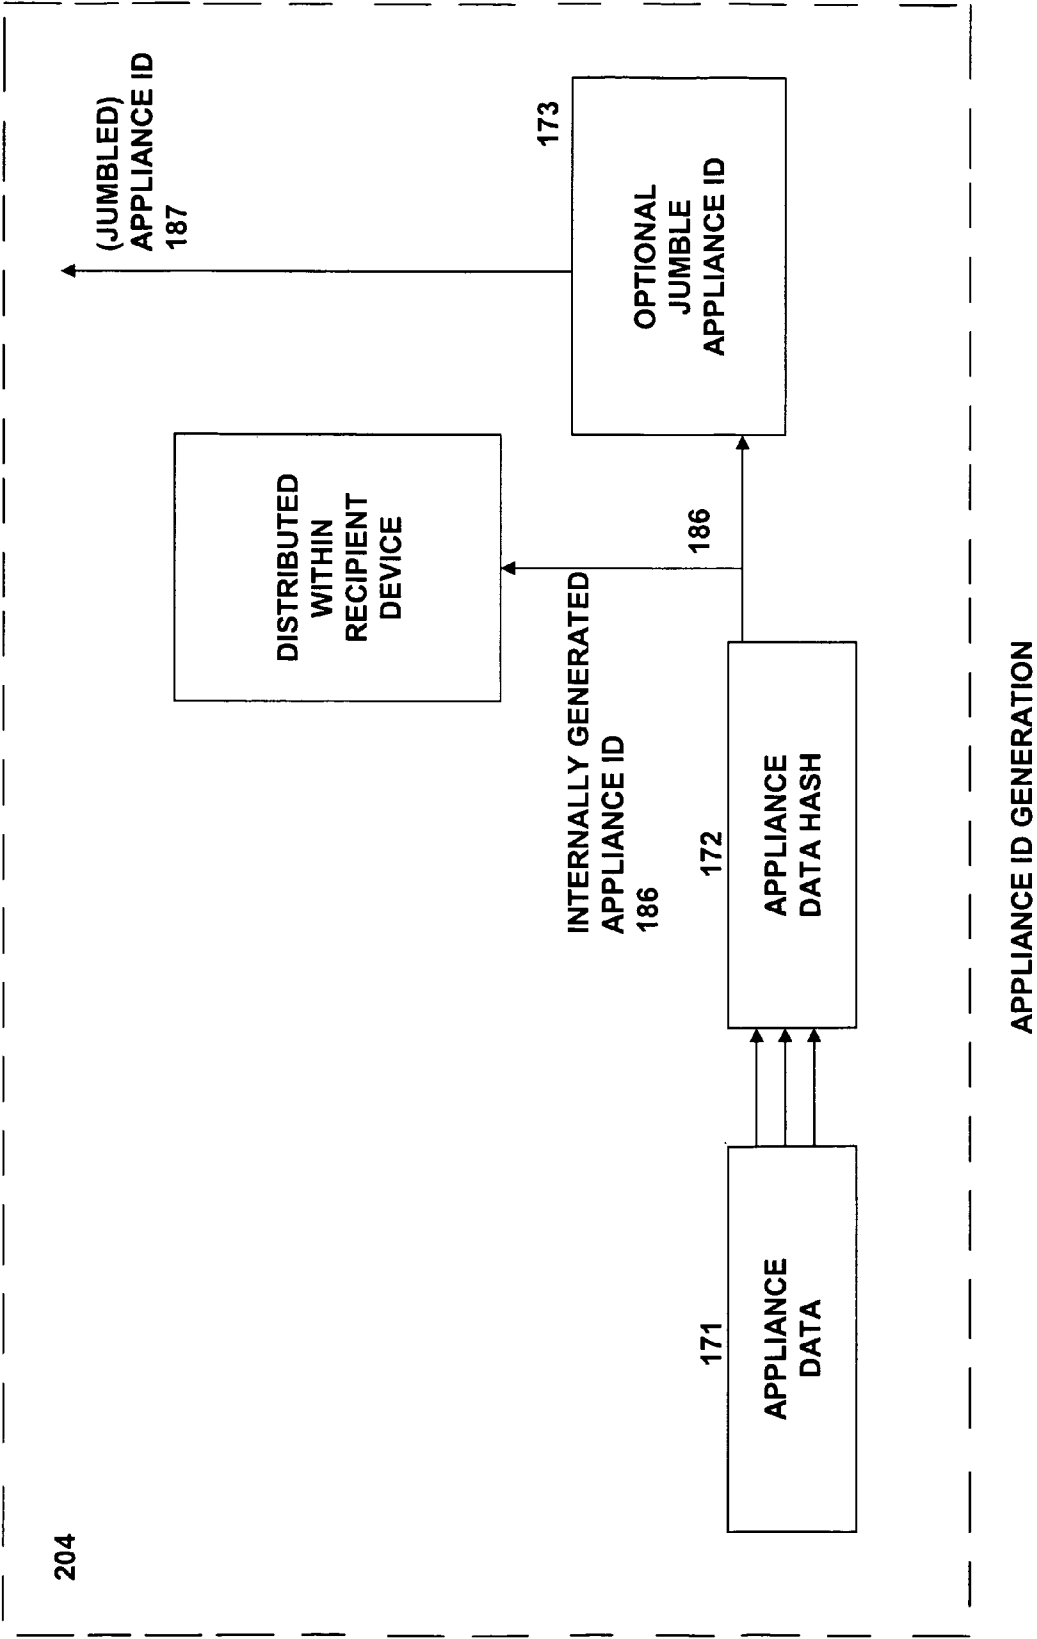 204
(JUMBLED)
APPLIANCE ID
187
DISTRIBUTED
WITHIN
RECIPIENT
DEVICE
173
OPTIONAL
JUMBLE
APPLIANCE ID
INTERNALLY GENERATED
APPLIANCE ID
186
186
171
APPLIANCE
DATA
172
APPLIANCE
DATA HASH
APPLIANCE ID GENERATION